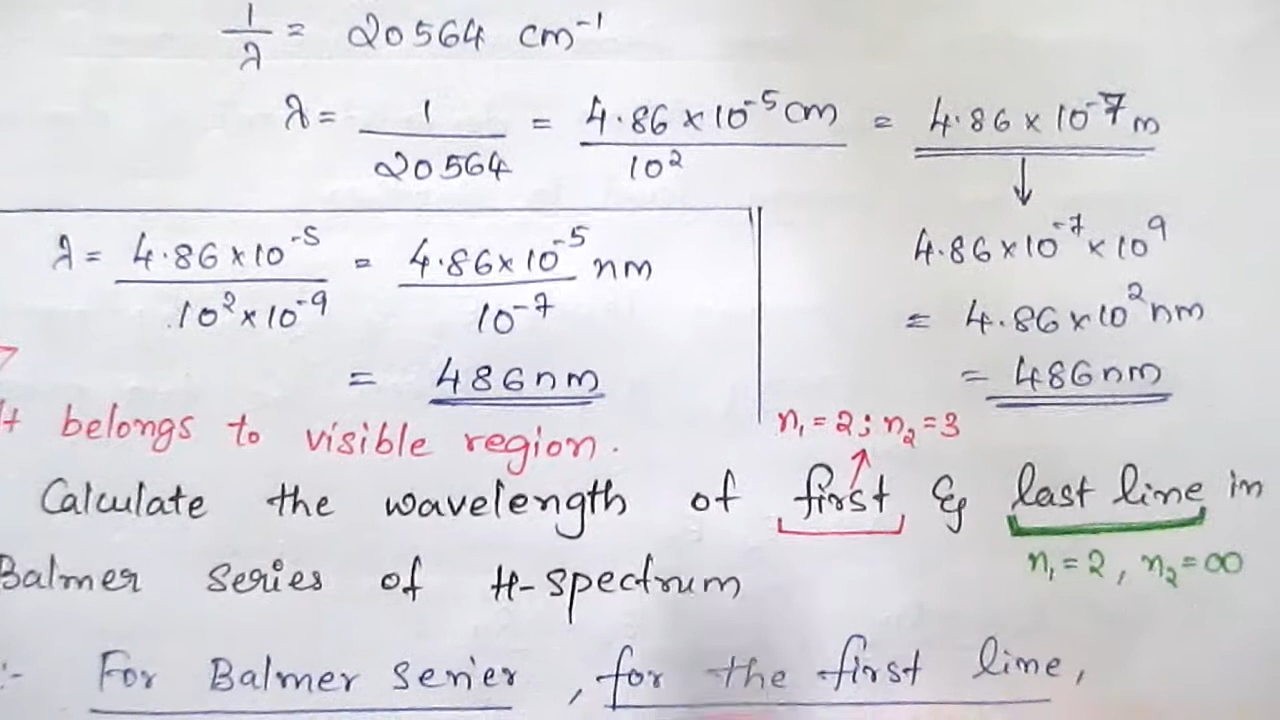 1/λ = 20564 cm⁻¹
λ = 1/20564 = 4.86 × 10⁻⁵ cm/10² = 4.86 × 10⁻⁷ m
↓
λ = 4.86 × 10⁻⁵/10² × 10⁻⁹ = 4.86 × 10⁻⁵/10⁻⁷ nm
= 486 nm
4.86 × 10⁻⁷ × 10⁹
= 4.86 × 10² nm
= 486 nm
It belongs to visible region.
n₁ = 2 ; n₂ = 3
Calculate the wavelength of first & last line in
n₁ = 2 , n₂ = ∞
Balmer series of H-spectrum
:- For Balmer series , for the first line ,